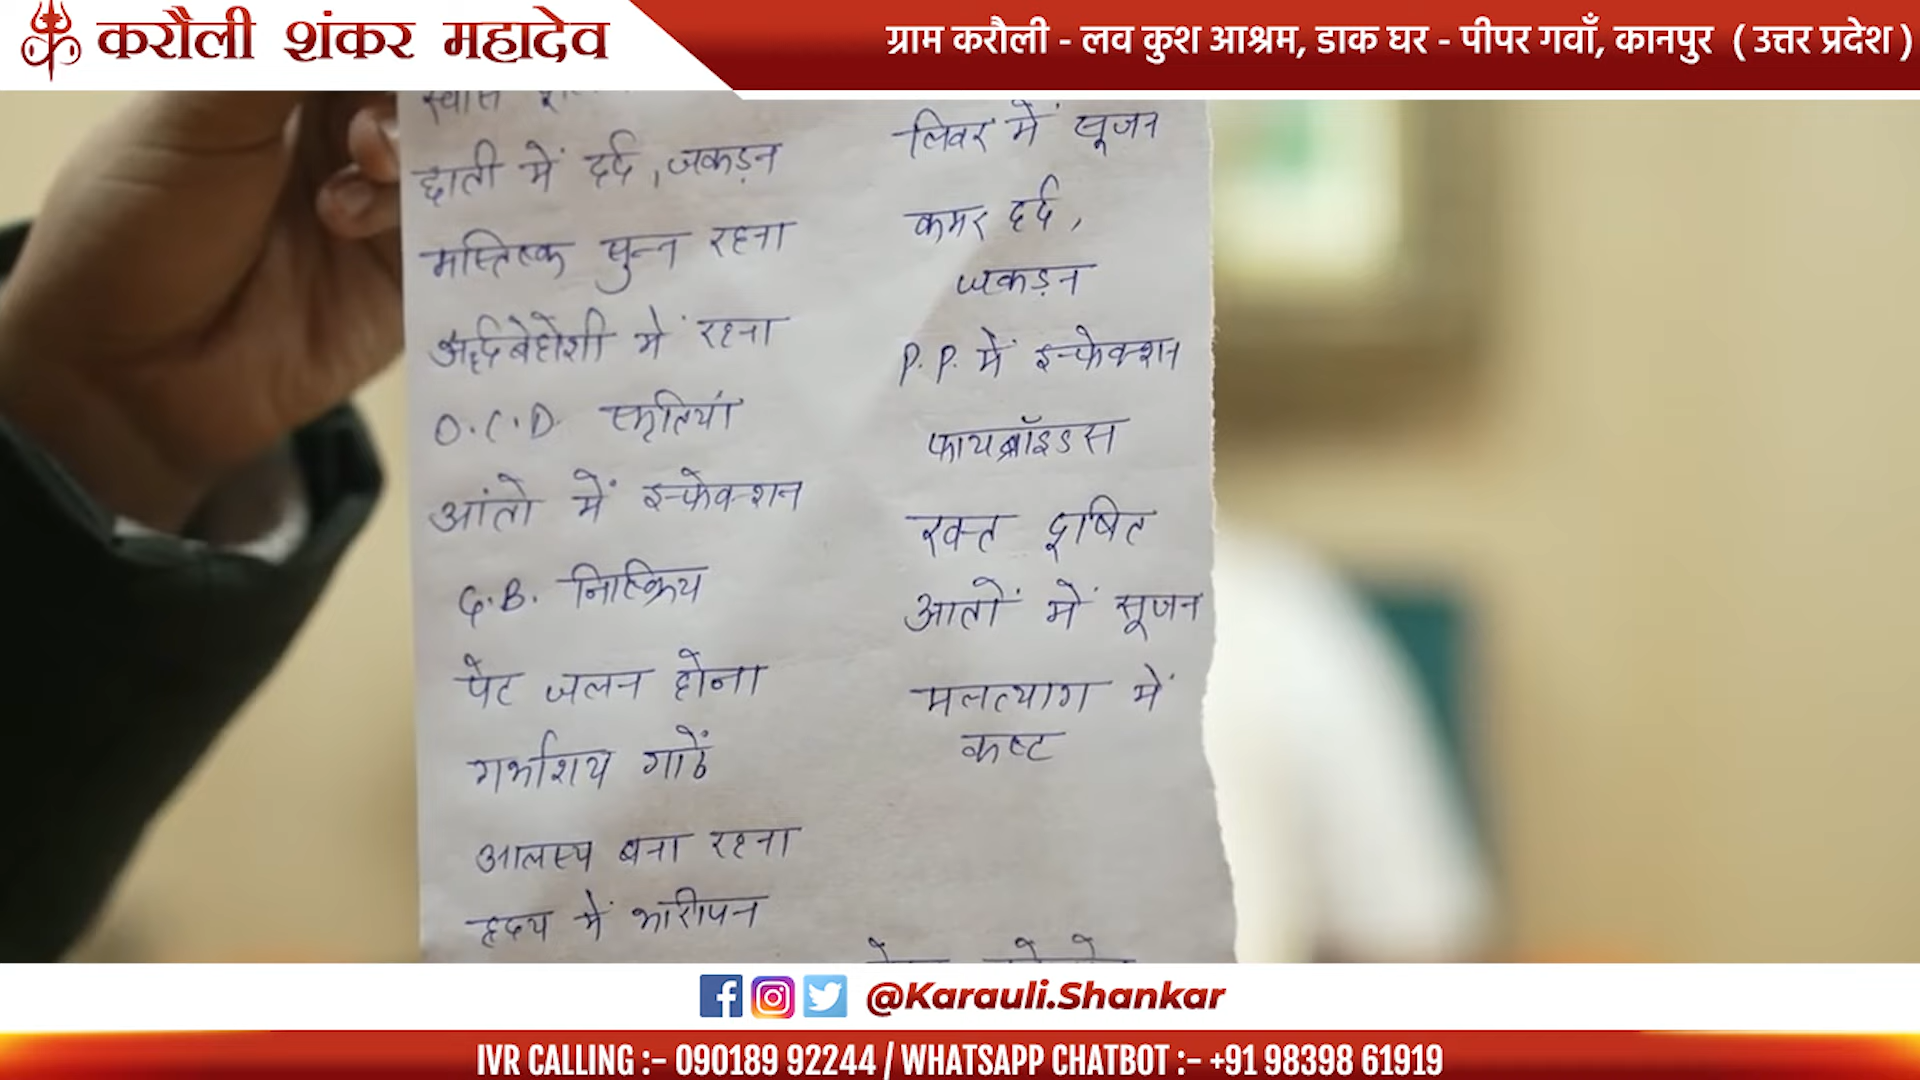 करौली शंकर महादेव
ग्राम करौली - लव कुश आश्रम, डाक घर - पीपर गवाँ, कानपुर ( उत्तर प्रदेश )
छाती में दर्द, जकड़न
मस्तिष्क सुन्न रहना
अर्द्धबेहोशी में रहना
O.C.D. स्मृतियां
आंतो में इन्फेक्शन
G.B. निष्क्रिय
पेट जलन होना
गर्भाशय गाठें
आलस्य बना रहना
हृदय में भारीपन
लिवर में सूजन
कमर दर्द,
जकड़न
P.P. में इन्फेक्शन
फायब्रॉइडस
रक्त दूषित
आतों में सूजन
मलत्याग में
कष्ट
@Karauli.Shankar
IVR CALLING :- 090189 92244 / WHATSAPP CHATBOT :- +91 98398 61919